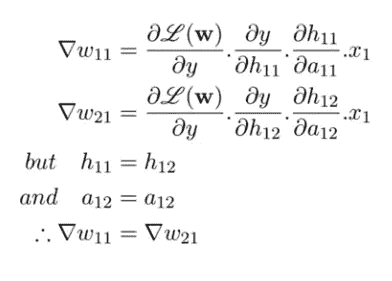 ∇w₁₁ = ∂ℒ(𝐰)/∂y . ∂y/∂h₁₁ . ∂h₁₁/∂a₁₁ .x₁
∇w₂₁ = ∂ℒ(𝐰)/∂y . ∂y/∂h₁₂ . ∂h₁₂/∂a₁₂ .x₁
but h₁₁ = h₁₂
and a₁₂ = a₁₂
∴ ∇w₁₁ = ∇w₂₁